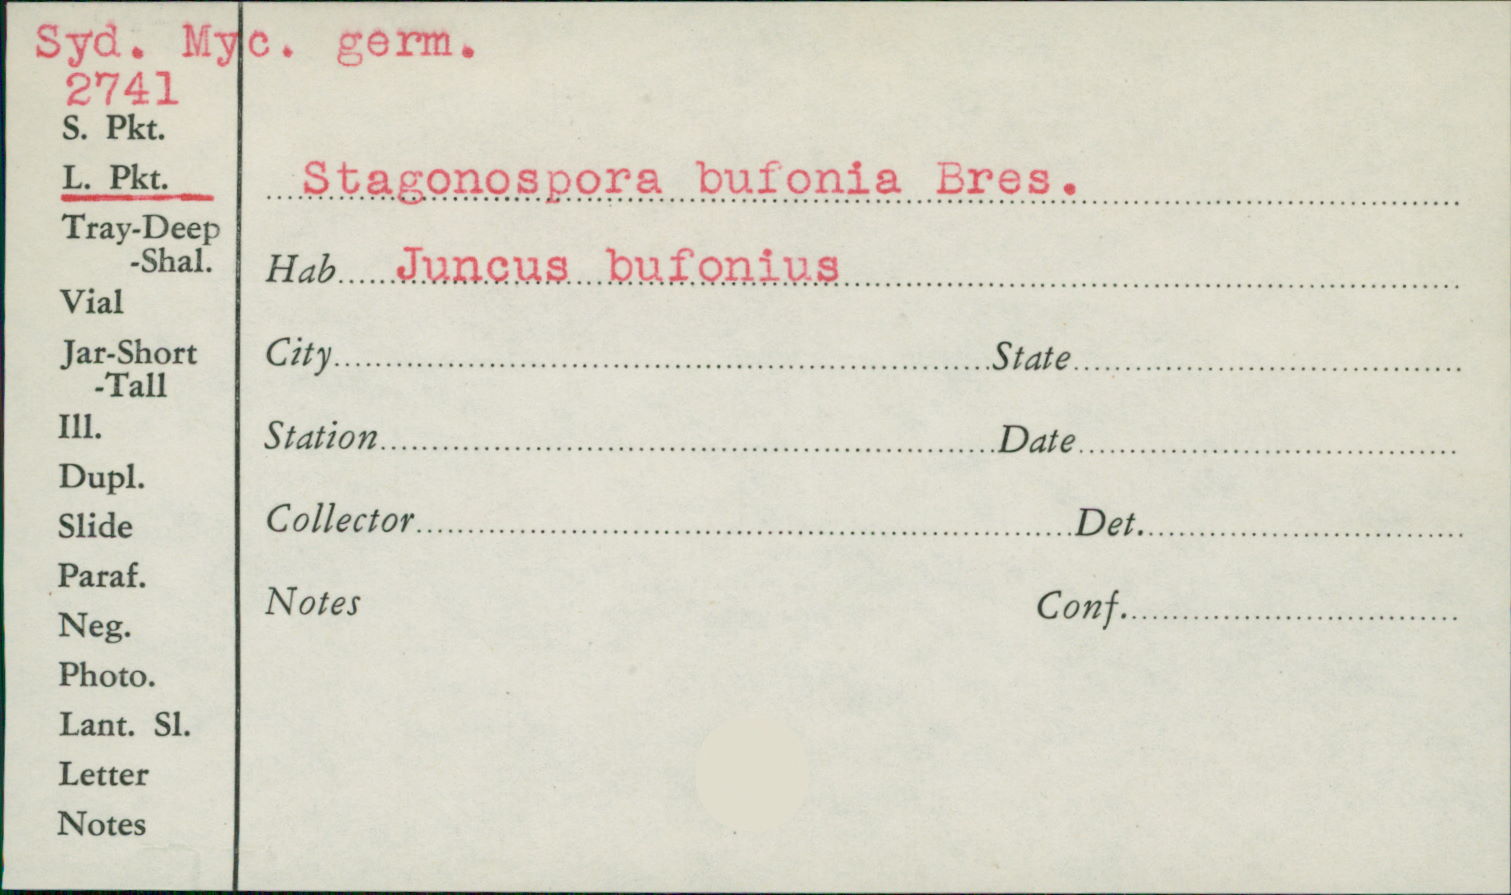 Syd. Myc. germ.
2741
S. Pkt.
L. Pkt.
Tray-Deep
-Shal.
Vial
Jar-Short
-Tall
Ill.
Dupl.
Slide
Paraf.
Neg.
Photo.
Lant. Sl.
Letter
Notes
Stagonospora bufonia Bres.
Hab Juncus bufonius
City State
Station Date
Collector Det.
Notes Conf.